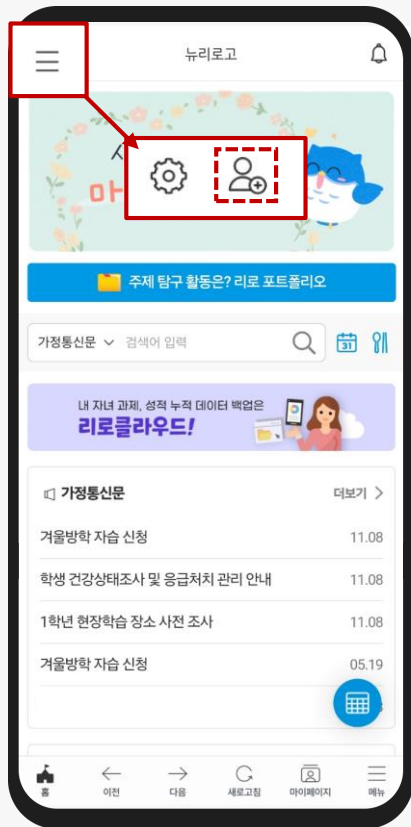 뉴리로고
마
주제 탐구 활동은? 리로 포트폴리오
가정통신문
검색어 입력
31
내 자녀 과제, 성적 누적 데이터 백업은
리로클라우드!
가정통신문
더보기 >
겨울방학 자습 신청 11.08
학생 건강상태조사 및 응급처치 관리 안내 11.08
1학년 현장학습 장소 사전 조사 11.08
겨울방학 자습 신청 05.19
홈 이전 다음 새로고침 마이페이지 메뉴